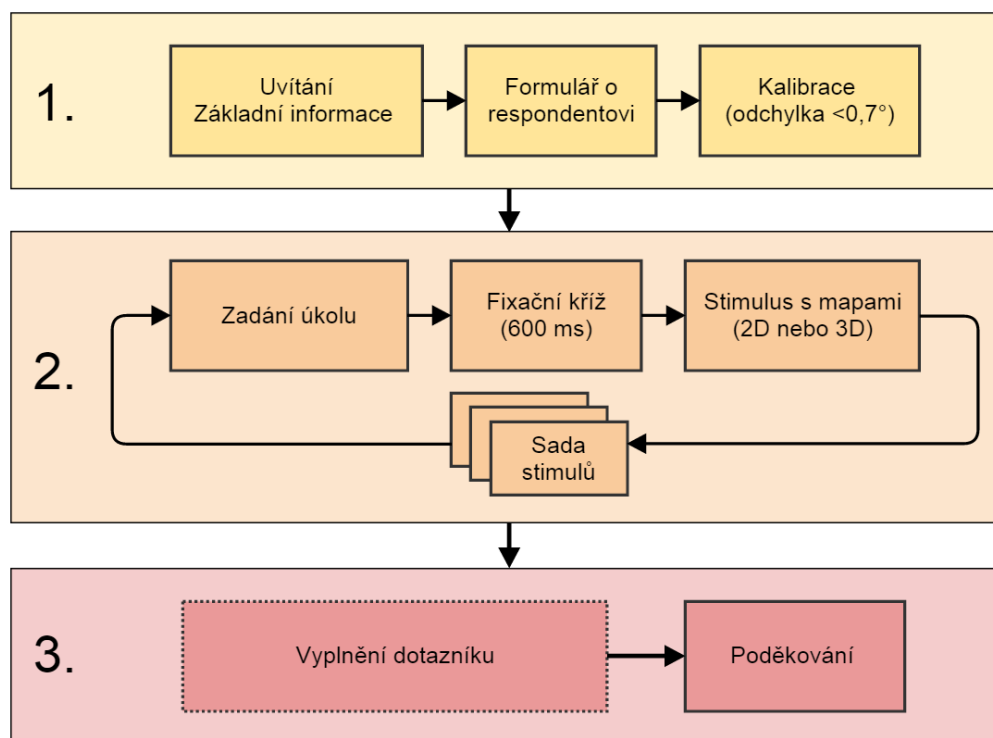 1.
Uvítání
Základní informace
Formulář o
respondentovi
Kalibrace
(odchylka <0,7°)
2.
Zadání úkolu
Fixační kříž
(600 ms)
Stimulus s mapami
(2D nebo 3D)
Sada
stimulů
3.
Vyplnění dotazníku
Poděkování